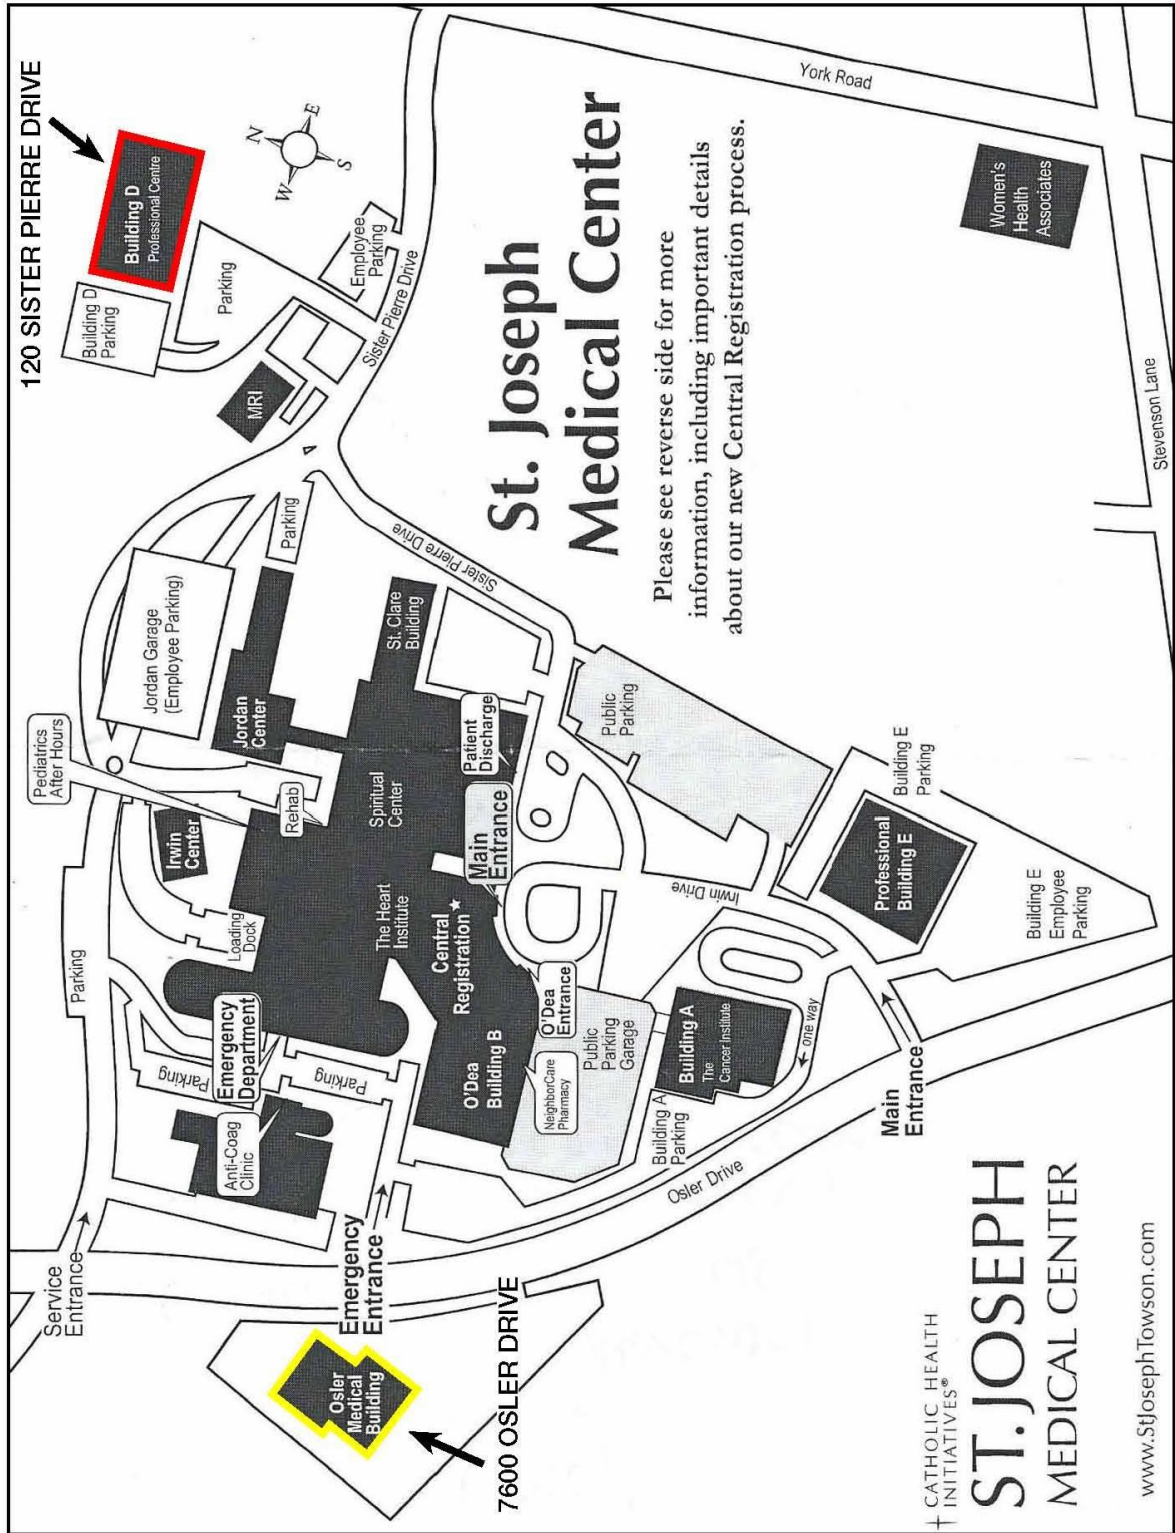 120 SISTER PIERRE DRIVE
Building D
Professional Centre
Building D
Parking
Parking
N
E
S
W
Employee
Parking
Sister Pierre Drive
MRI
York Road
Women's
Health
Associates
Stevenson Lane
St. Joseph
Medical Center
Please see reverse side for more
information, including important details
about our new Central Registration process.
Parking
Sister Pierre Drive
Jordan Garage
(Employee Parking)
Jordan
Center
St. Clare
Building
Pediatrics
After Hours
Rehab
Irwin
Center
Loading
Dock
Spiritual
Center
Patient
Discharge
Main
Entrance
The Heart
Institute
Central
Registration
Public
Parking
Irwin Drive
Building E
Parking
Professional
Building E
Building E
Employee
Parking
Parking
Parking
Parking
Emergency
Department
Anti-Coag
Clinic
O'Dea
Building B
O'Dea
Entrance
NeighborCare
Pharmacy
Public
Parking
Garage
Building A
The
Cancer Institute
Building A
Parking
one way
Main
Entrance
Osler Drive
Service
Entrance
Emergency
Entrance
Osler
Medical
Building
7600 OSLER DRIVE
CATHOLIC HEALTH
INITIATIVES®
ST. JOSEPH
MEDICAL CENTER
www.StJosephTowson.com